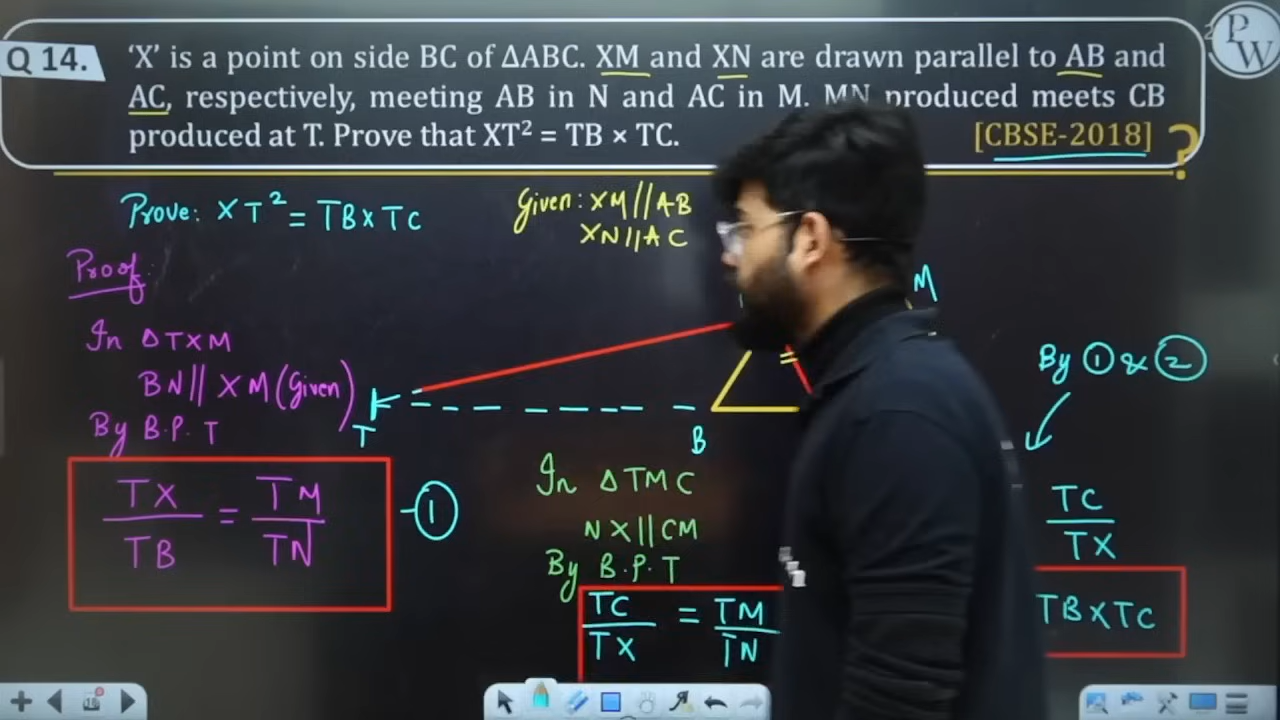 Q 14.
‘X’ is a point on side BC of ΔABC. XM and XN are drawn parallel to AB and
AC, respectively, meeting AB in N and AC in M. MN produced meets CB
produced at T. Prove that XT² = TB × TC.
[CBSE-2018]
?
PW
Prove: XT² = TB x TC
Given: XM // AB
XN // AC
Proof:
In Δ TXM
BN || XM (Given)
By B.P.T
TX/TB = TM/TN - ①
T
B
M
In Δ TMC
NX || CM
By B.P.T
TC/TX = TM/TN
By ① & ②
TC/TX
TB x TC